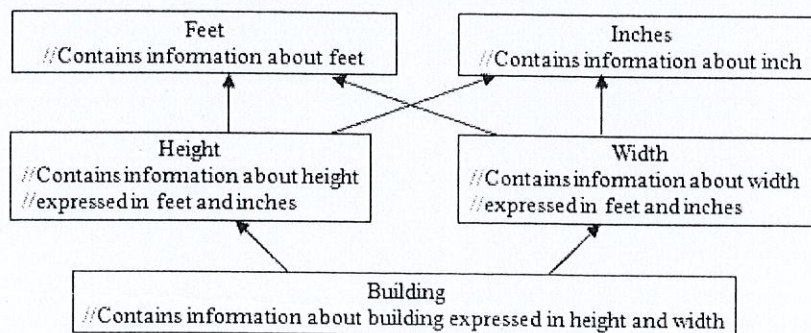 Feet
//Contains information about feet
Inches
//Contains information about inch
Height
//Contains information about height
//expressed in feet and inches
Width
//Contains information about width
//expressed in feet and inches
Building
//Contains information about building expressed in height and width